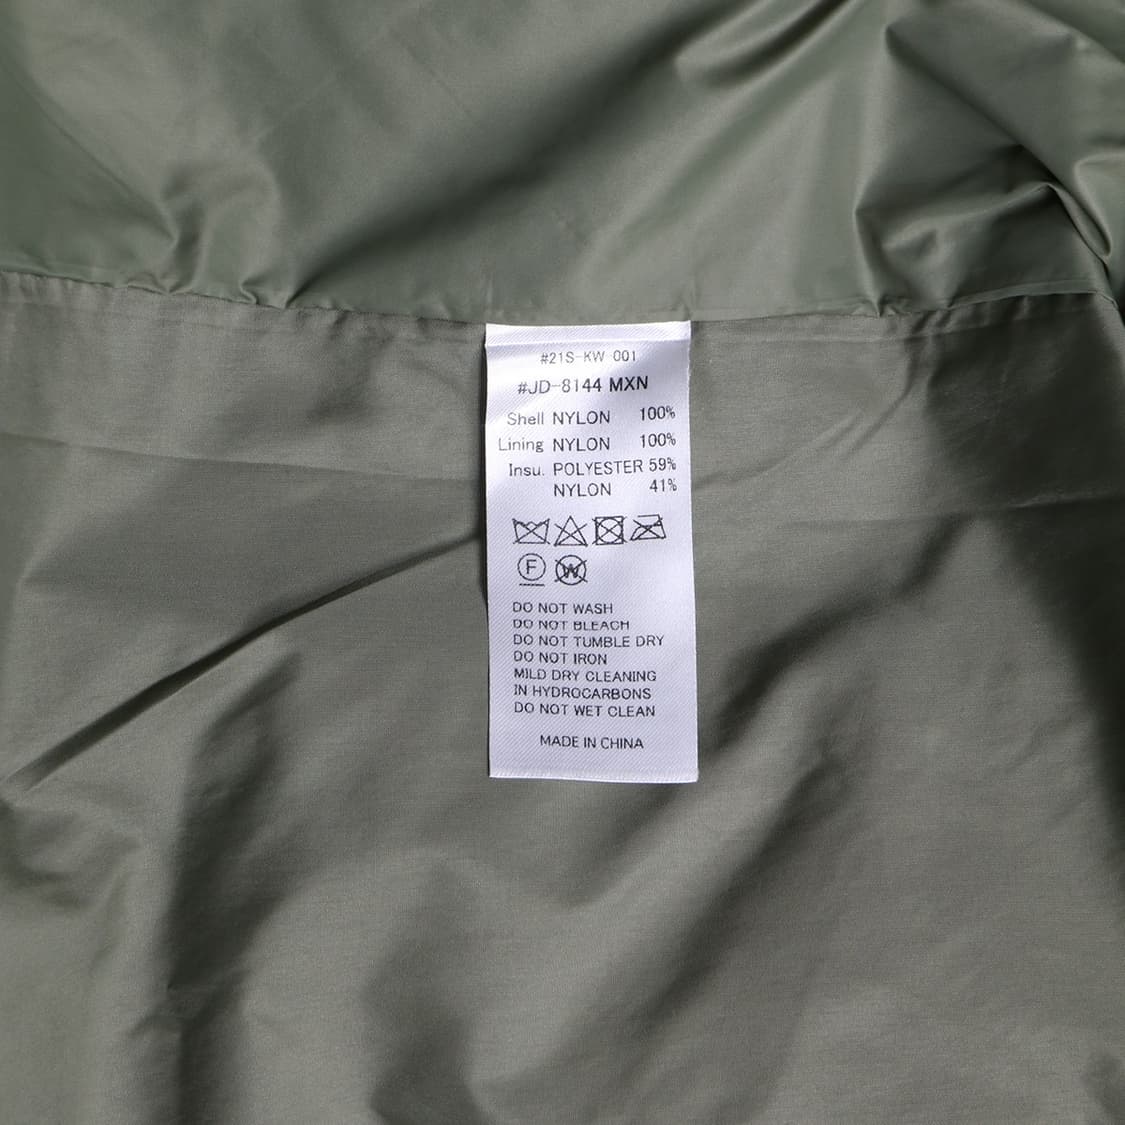 #21S-KW-001
#JD-8144 MXN
Shell NYLON 100%
Lining NYLON 100%
Insu. POLYESTER 59%
NYLON 41%
F
W
DO NOT WASH
DO NOT BLEACH
DO NOT TUMBLE DRY
DO NOT IRON
MILD DRY CLEANING
IN HYDROCARBONS
DO NOT WET CLEAN
MADE IN CHINA